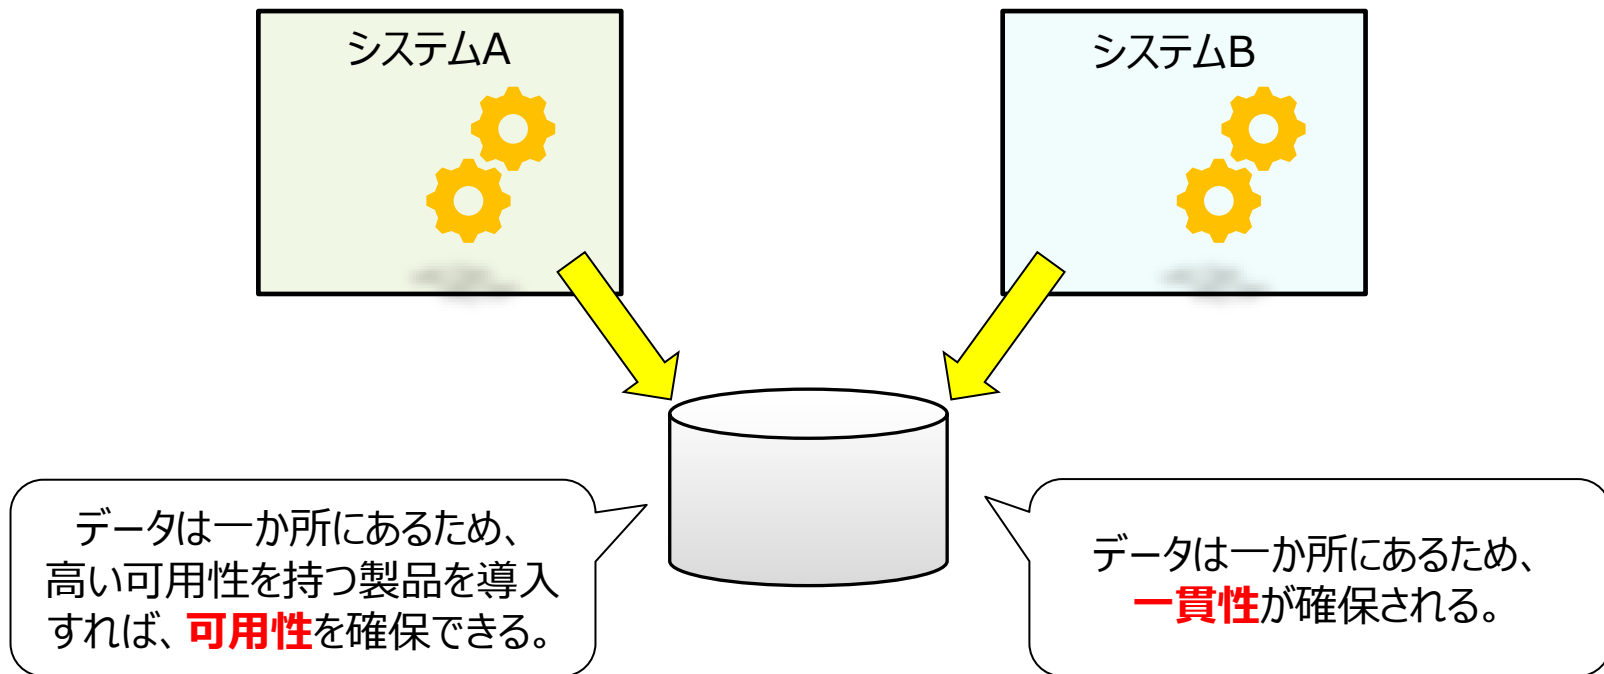 システムA
システムB
データは一か所にあるため、
高い可用性を持つ製品を導入
すれば、可用性を確保できる。
データは一か所にあるため、
一貫性が確保される。